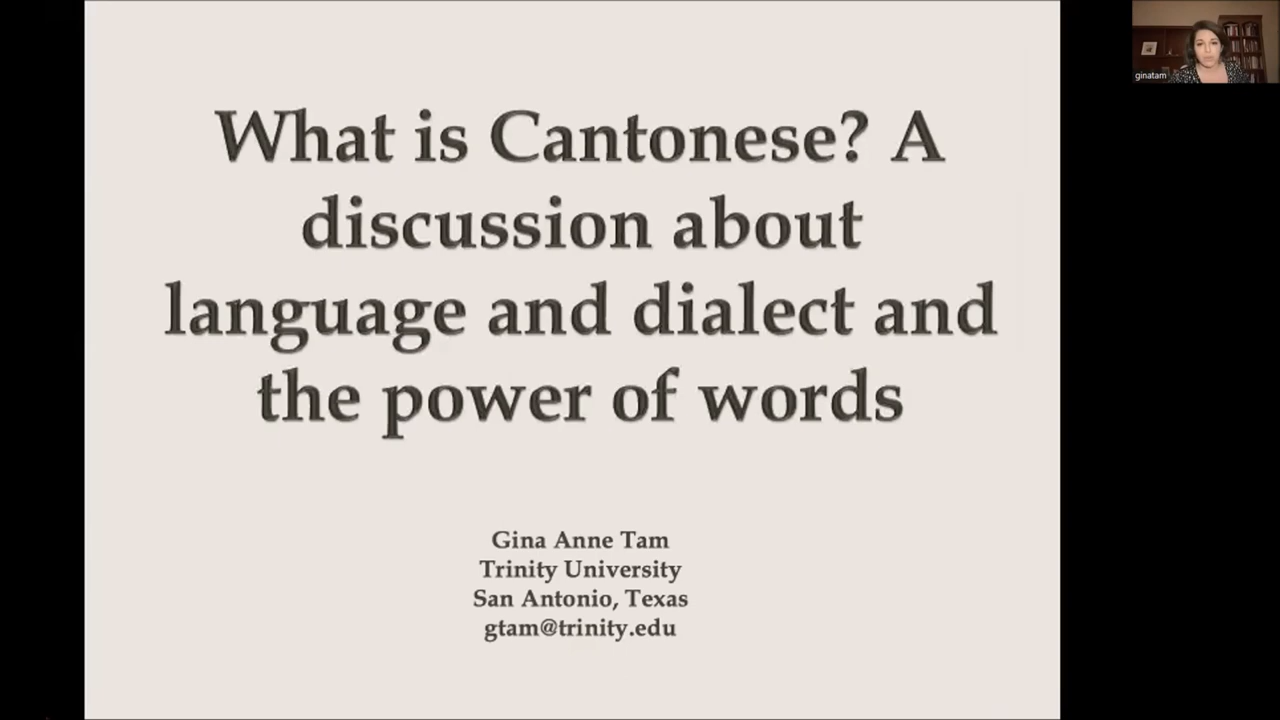 What is Cantonese? A
discussion about
language and dialect and
the power of words
Gina Anne Tam
Trinity University
San Antonio, Texas
gtam@trinity.edu
ginatam